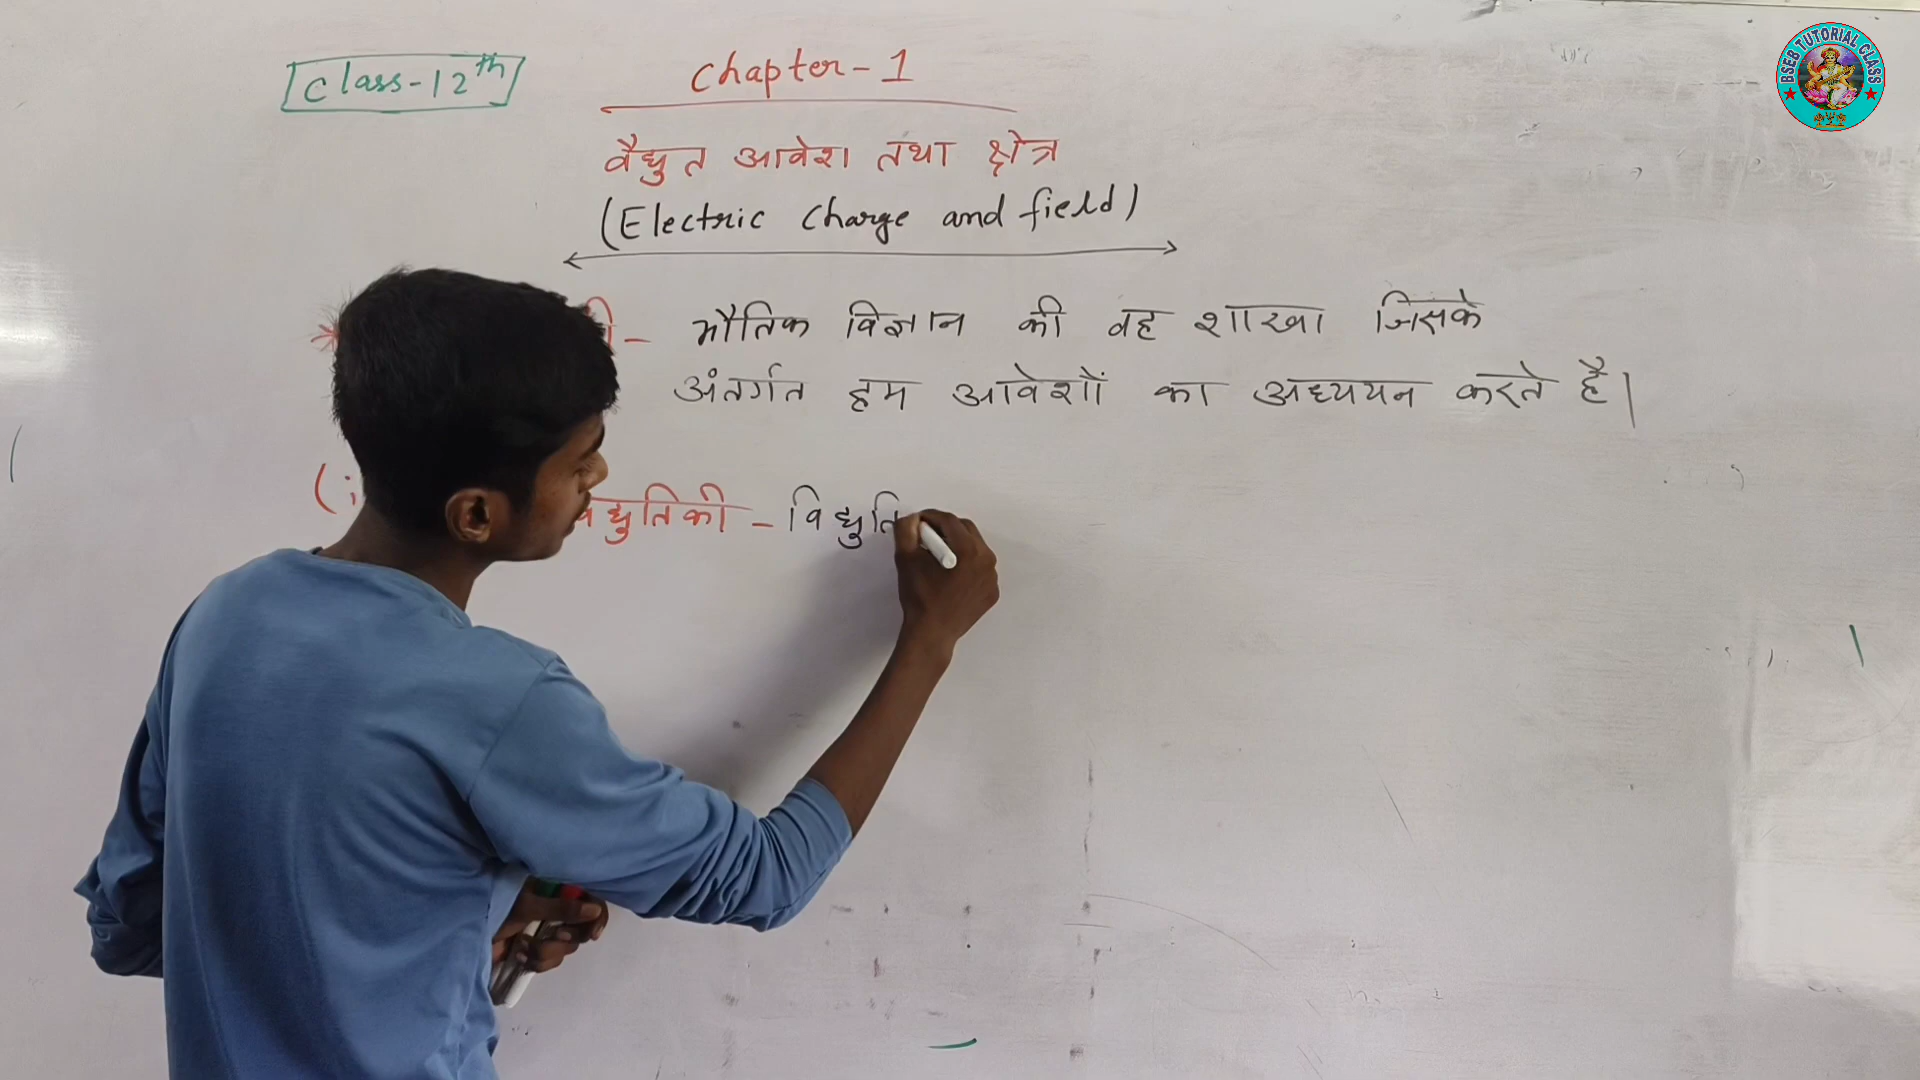 BSEB TUTORIAL CLASS
Class-12th
Chapter-1
वैद्युत आवेश तथा क्षेत्र
(Electric Charge and field)
* - भौतिक विज्ञान की वह शाखा जिसके
अंतर्गत हम आवेशों का अध्ययन करते है।
(i विद्युतिकी - विद्युति